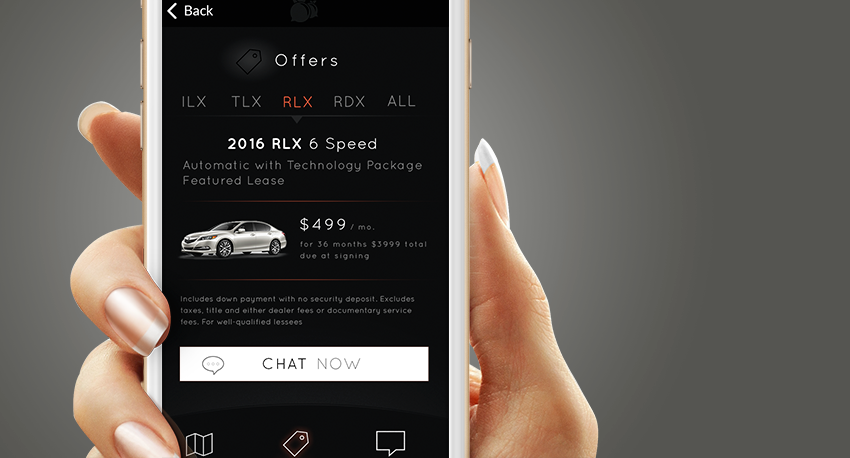 Back
Offers
ILX TLX RLX RDX ALL
2016 RLX 6 Speed
Automatic with Technology Package
Featured Lease
$499 / mo.
for 36 months $3999 total
due at signing
Includes down payment with no security deposit. Excludes
taxes, title and either dealer fees or documentary service
fees. For well-qualified lessees
CHAT NOW